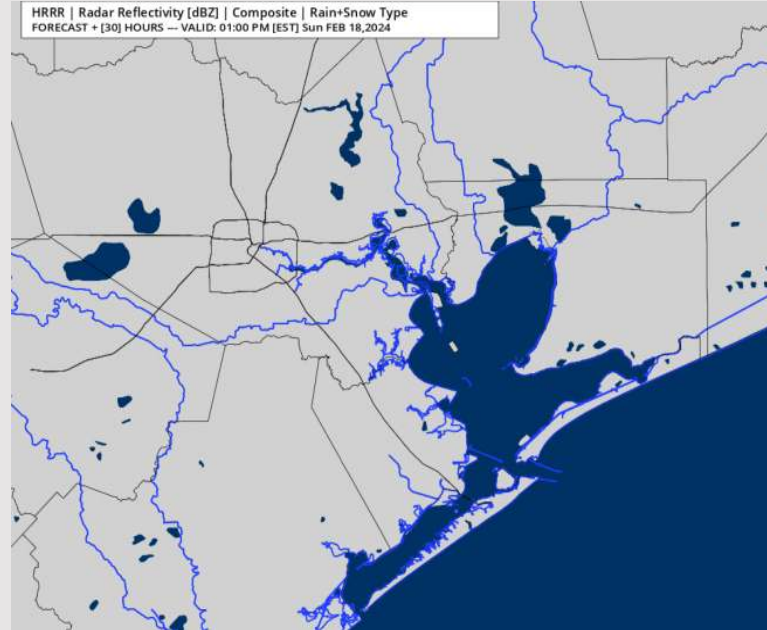 HRRR | Radar Reflectivity [dBZ] | Composite | Rain+Snow Type
FORECAST + [30] HOURS --- VALID: 01:00 PM [EST] Sun FEB 18,2024